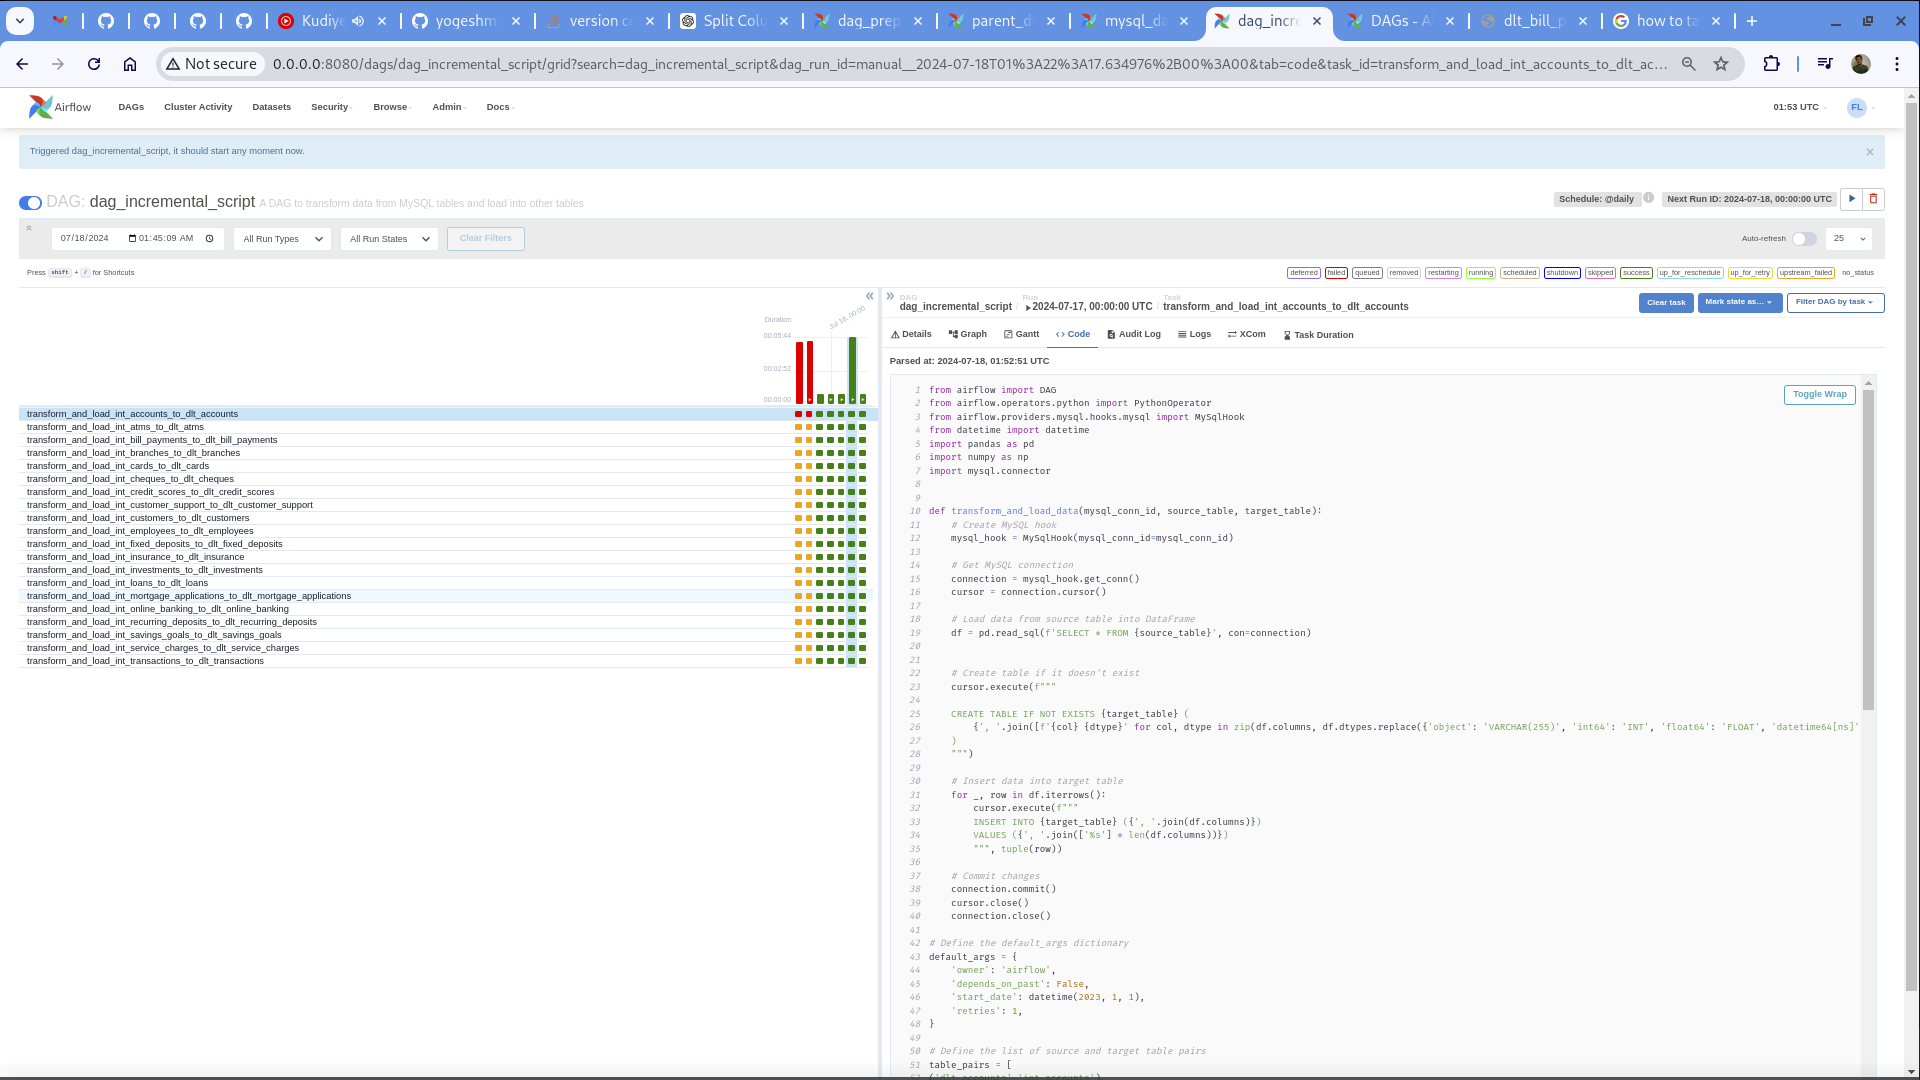 Kudiye
yogeshm
version c
Split Colu
dag_prep
parent_d
mysql_da
dag_incre
DAGs - A
dlt_bill_p
how to ta
Not secure
0.0.0.0:8080/dags/dag_incremental_script/grid?search=dag_incremental_script&dag_run_id=manual__2024-07-18T01%3A22%3A17.634976%2B00%3A00&tab=code&task_id=transform_and_load_int_accounts_to_dlt_ac...
Airflow
DAGs
Cluster Activity
Datasets
Security
Browse
Admin
Docs
01:53 UTC
FL
Triggered dag_incremental_script, it should start any moment now.
DAG: dag_incremental_script A DAG to transform data from MySQL tables and load into other tables
Schedule: @daily
Next Run ID: 2024-07-18, 00:00:00 UTC
07/18/2024 01:45:09 AM
All Run Types
All Run States
Clear Filters
Auto-refresh
25
Press shift + / for Shortcuts
deferred failed queued removed restarting running scheduled shutdown skipped success up_for_reschedule up_for_retry upstream_failed no_status
Duration
Jul 18, 00:00
00:05:44
00:02:52
00:00:00
transform_and_load_int_accounts_to_dlt_accounts
transform_and_load_int_atms_to_dlt_atms
transform_and_load_int_bill_payments_to_dlt_bill_payments
transform_and_load_int_branches_to_dlt_branches
transform_and_load_int_cards_to_dlt_cards
transform_and_load_int_cheques_to_dlt_cheques
transform_and_load_int_credit_scores_to_dlt_credit_scores
transform_and_load_int_customer_support_to_dlt_customer_support
transform_and_load_int_customers_to_dlt_customers
transform_and_load_int_employees_to_dlt_employees
transform_and_load_int_fixed_deposits_to_dlt_fixed_deposits
transform_and_load_int_insurance_to_dlt_insurance
transform_and_load_int_investments_to_dlt_investments
transform_and_load_int_loans_to_dlt_loans
transform_and_load_int_mortgage_applications_to_dlt_mortgage_applications
transform_and_load_int_online_banking_to_dlt_online_banking
transform_and_load_int_recurring_deposits_to_dlt_recurring_deposits
transform_and_load_int_savings_goals_to_dlt_savings_goals
transform_and_load_int_service_charges_to_dlt_service_charges
transform_and_load_int_transactions_to_dlt_transactions
DAG Run Task
dag_incremental_script / 2024-07-17, 00:00:00 UTC / transform_and_load_int_accounts_to_dlt_accounts
Clear task
Mark state as...
Filter DAG by task
Details
Graph
Gantt
Code
Audit Log
Logs
XCom
Task Duration
Parsed at: 2024-07-18, 01:52:51 UTC
Toggle Wrap
1 from airflow import DAG
2 from airflow.operators.python import PythonOperator
3 from airflow.providers.mysql.hooks.mysql import MySqlHook
4 from datetime import datetime
5 import pandas as pd
6 import numpy as np
7 import mysql.connector
8
9
10 def transform_and_load_data(mysql_conn_id, source_table, target_table):
11 # Create MySQL hook
12 mysql_hook = MySqlHook(mysql_conn_id=mysql_conn_id)
13
14 # Get MySQL connection
15 connection = mysql_hook.get_conn()
16 cursor = connection.cursor()
17
18 # Load data from source table into DataFrame
19 df = pd.read_sql(f'SELECT * FROM {source_table}', con=connection)
20
21
22 # Create table if it doesn't exist
23 cursor.execute(f"""
24
25 CREATE TABLE IF NOT EXISTS {target_table} (
26 {', '.join([f'{col} {dtype}' for col, dtype in zip(df.columns, df.dtypes.replace({'object': 'VARCHAR(255)', 'int64': 'INT', 'float64': 'FLOAT', 'datetime64[ns]'
27 )
28 """)
29
30 # Insert data into target table
31 for _, row in df.iterrows():
32 cursor.execute(f"""
33 INSERT INTO {target_table} ({', '.join(df.columns)})
34 VALUES ({', '.join(['%s'] * len(df.columns))})
35 """, tuple(row))
36
37 # Commit changes
38 connection.commit()
39 cursor.close()
40 connection.close()
41
42 # Define the default_args dictionary
43 default_args = {
44 'owner': 'airflow',
45 'depends_on_past': False,
46 'start_date': datetime(2023, 1, 1),
47 'retries': 1,
48 }
49
50 # Define the list of source and target table pairs
51 table_pairs = [